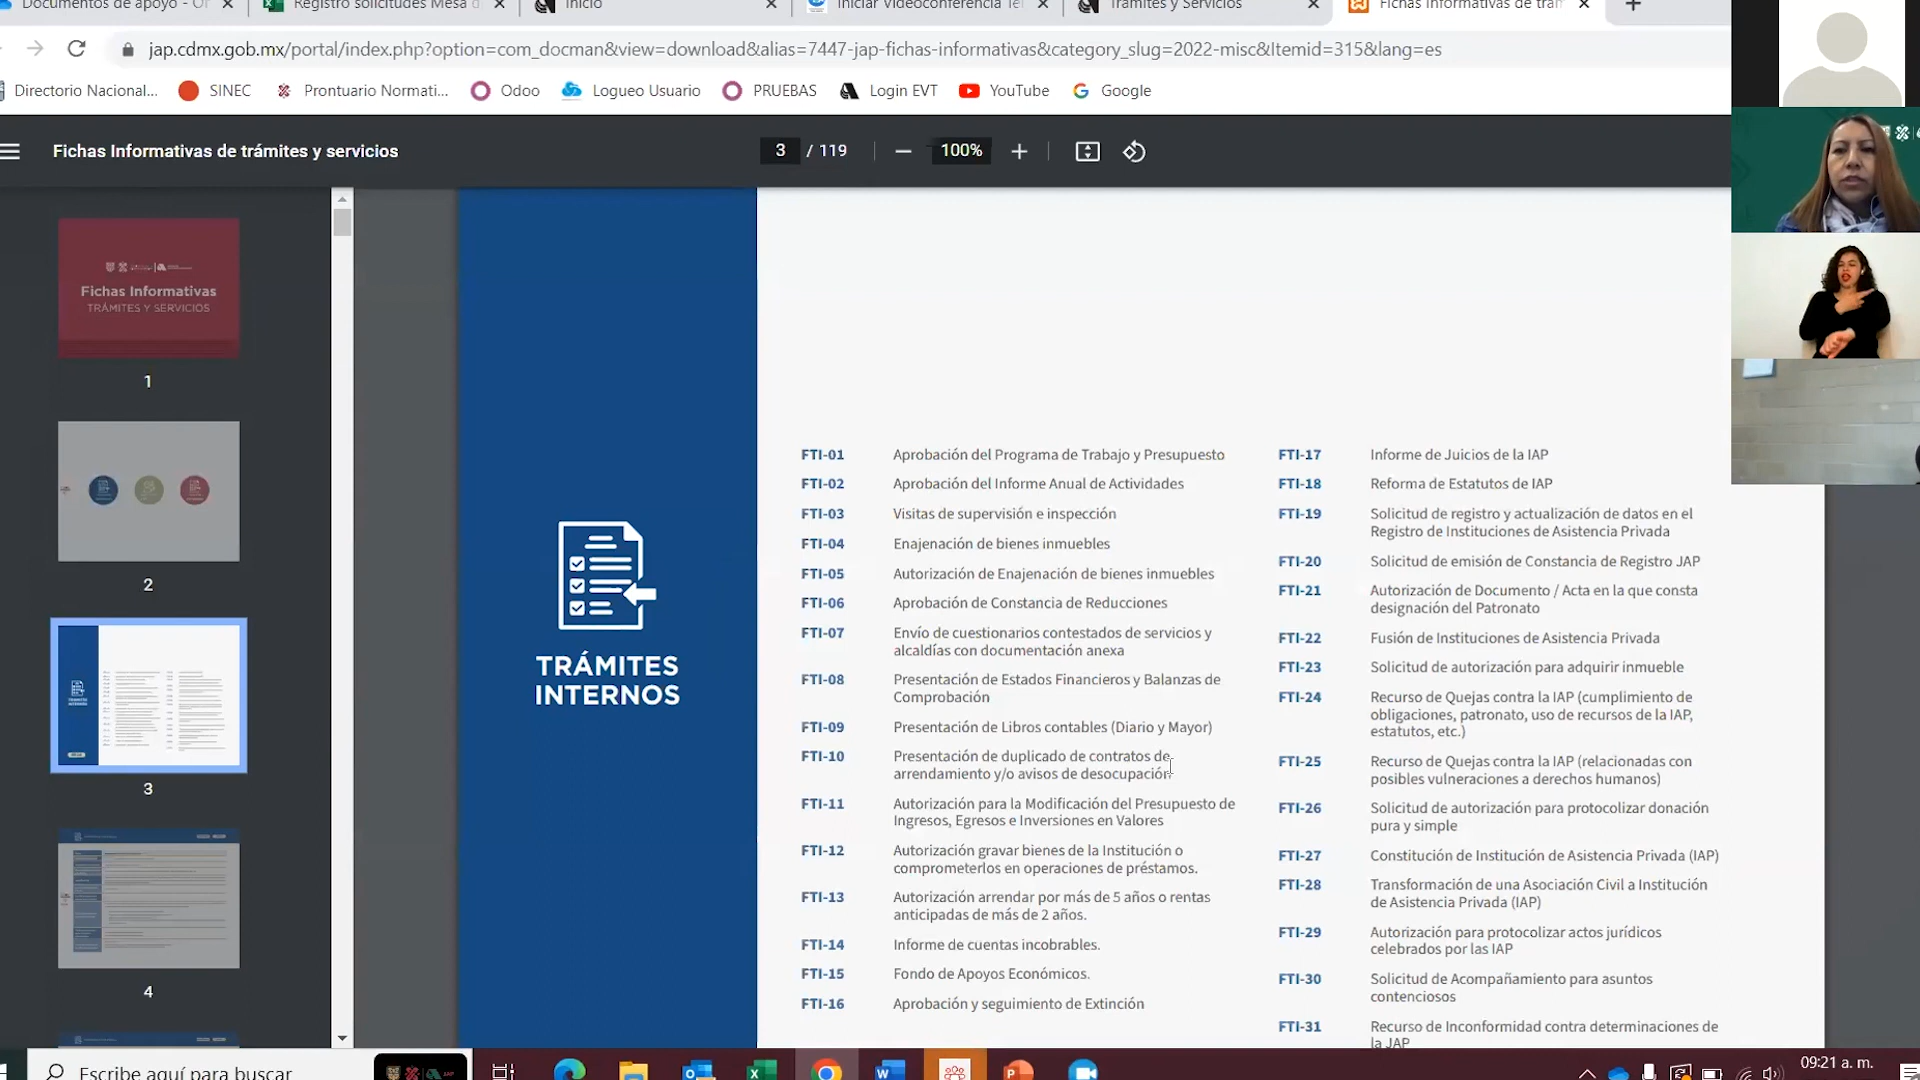 Documentos de apoyo - Or
Registro solicitudes Mesa d
Inicio
Iniciar Videoconferencia Tel
Trámites y Servicios
Fichas Informativas de trám
jap.cdmx.gob.mx/portal/index.php?option=com_docman&view=download&alias=7447-jap-fichas-informativas&category_slug=2022-misc&Itemid=315&lang=es
Directorio Nacional...
SINEC
Prontuario Normati...
Odoo
Logueo Usuario
PRUEBAS
Login EVT
YouTube
Google
Fichas Informativas de trámites y servicios
3 / 119
100%
Fichas Informativas
TRÁMITES Y SERVICIOS
1
2
3
4
TRÁMITES
INTERNOS
FTI-01 Aprobación del Programa de Trabajo y Presupuesto
FTI-02 Aprobación del Informe Anual de Actividades
FTI-03 Visitas de supervisión e inspección
FTI-04 Enajenación de bienes inmuebles
FTI-05 Autorización de Enajenación de bienes inmuebles
FTI-06 Aprobación de Constancia de Reducciones
FTI-07 Envío de cuestionarios contestados de servicios y
alcaldías con documentación anexa
FTI-08 Presentación de Estados Financieros y Balanzas de
Comprobación
FTI-09 Presentación de Libros contables (Diario y Mayor)
FTI-10 Presentación de duplicado de contratos de
arrendamiento y/o avisos de desocupación
FTI-11 Autorización para la Modificación del Presupuesto de
Ingresos, Egresos e Inversiones en Valores
FTI-12 Autorización gravar bienes de la Institución o
comprometerlos en operaciones de préstamos.
FTI-13 Autorización arrendar por más de 5 años o rentas
anticipadas de más de 2 años.
FTI-14 Informe de cuentas incobrables.
FTI-15 Fondo de Apoyos Económicos.
FTI-16 Aprobación y seguimiento de Extinción
FTI-17 Informe de Juicios de la IAP
FTI-18 Reforma de Estatutos de IAP
FTI-19 Solicitud de registro y actualización de datos en el
Registro de Instituciones de Asistencia Privada
FTI-20 Solicitud de emisión de Constancia de Registro JAP
FTI-21 Autorización de Documento / Acta en la que consta
designación del Patronato
FTI-22 Fusión de Instituciones de Asistencia Privada
FTI-23 Solicitud de autorización para adquirir inmueble
FTI-24 Recurso de Quejas contra la IAP (cumplimiento de
obligaciones, patronato, uso de recursos de la IAP,
estatutos, etc.)
FTI-25 Recurso de Quejas contra la IAP (relacionadas con
posibles vulneraciones a derechos humanos)
FTI-26 Solicitud de autorización para protocolizar donación
pura y simple
FTI-27 Constitución de Institución de Asistencia Privada (IAP)
FTI-28 Transformación de una Asociación Civil a Institución
de Asistencia Privada (IAP)
FTI-29 Autorización para protocolizar actos jurídicos
celebrados por las IAP
FTI-30 Solicitud de Acompañamiento para asuntos
contenciosos
FTI-31 Recurso de Inconformidad contra determinaciones de
la JAP
Escribe aquí para buscar
09:21 a. m.